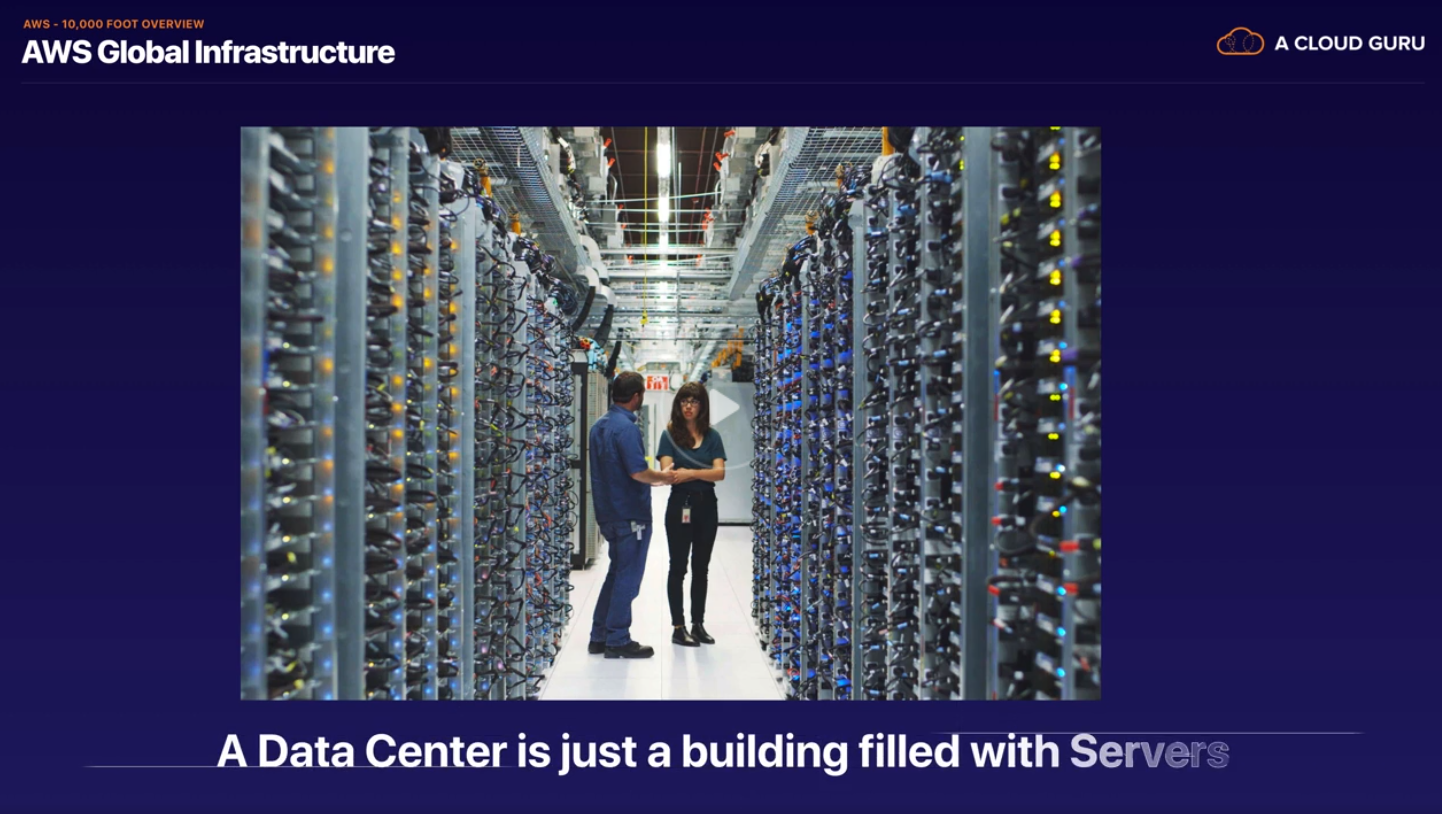 AWS - 10,000 FOOT OVERVIEW
AWS Global Infrastructure
A CLOUD GURU
A Data Center is just a building filled with Servers